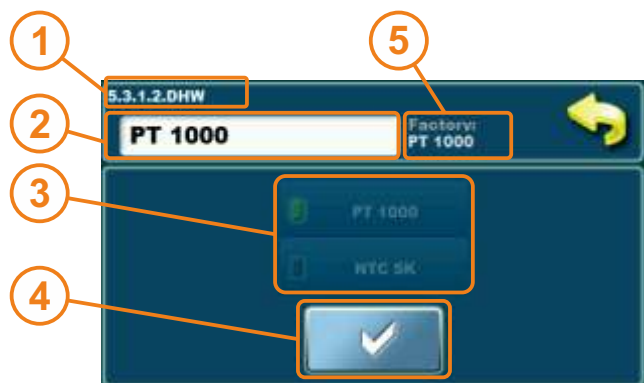 1
5
5.3.1.2.DHW
2
PT 1000
Factory:
PT 1000
3
PT 1000
NTC 5K
4